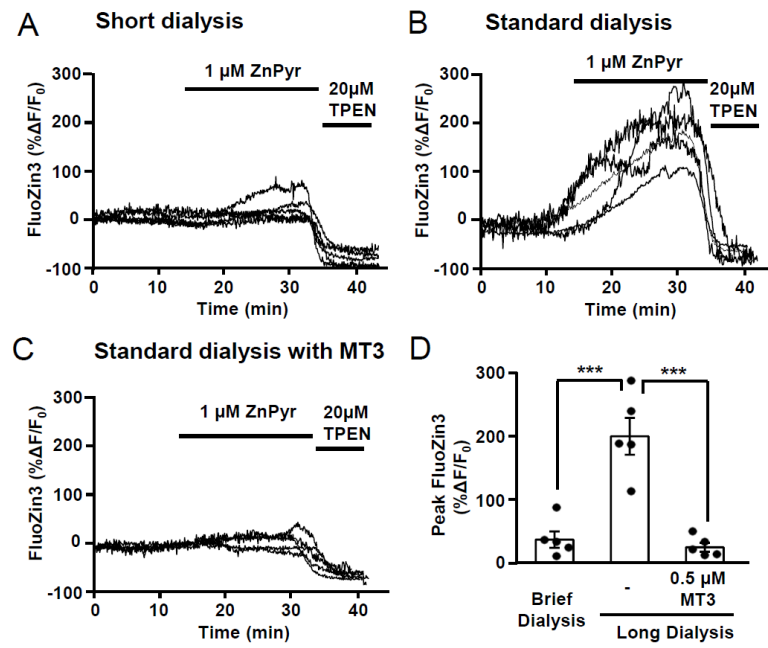 A Short dialysis
1 µM ZnPyr
20µM
TPEN
FluoZin3 (%ΔF/F0)
300
200
100
0
-100
0 10 20 30 40
Time (min)
B Standard dialysis
1 µM ZnPyr
20µM
TPEN
FluoZin3 (%ΔF/F0)
300
200
100
0
-100
0 10 20 30 40
Time (min)
C Standard dialysis with MT3
1 µM ZnPyr
20µM
TPEN
FluoZin3 (%ΔF/F0)
300
200
100
0
-100
0 10 20 30 40
Time (min)
D
*** ***
Peak FluoZin3
(%ΔF/F0)
300
200
100
0
Brief
Dialysis
-
0.5 µM
MT3
Long Dialysis